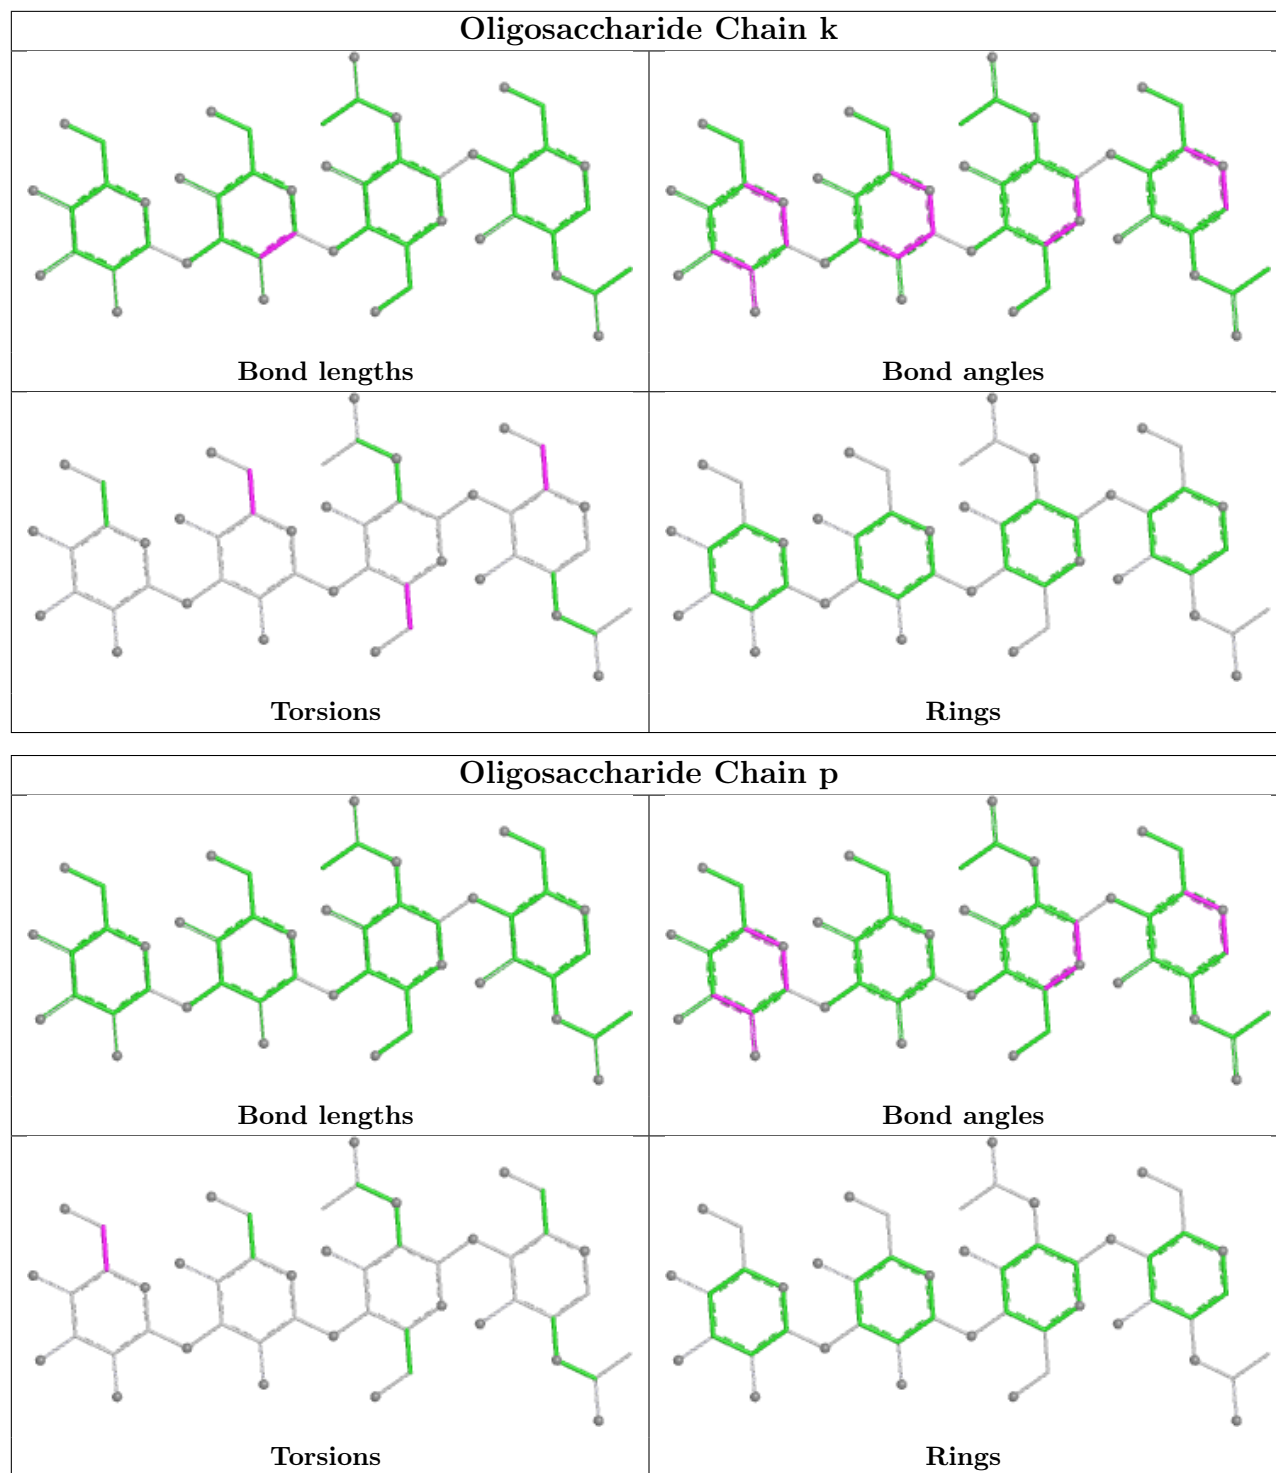 Oligosaccharide Chain k
Bond lengths
Bond angles
Torsions
Rings
Oligosaccharide Chain p
Bond lengths
Bond angles
Torsions
Rings